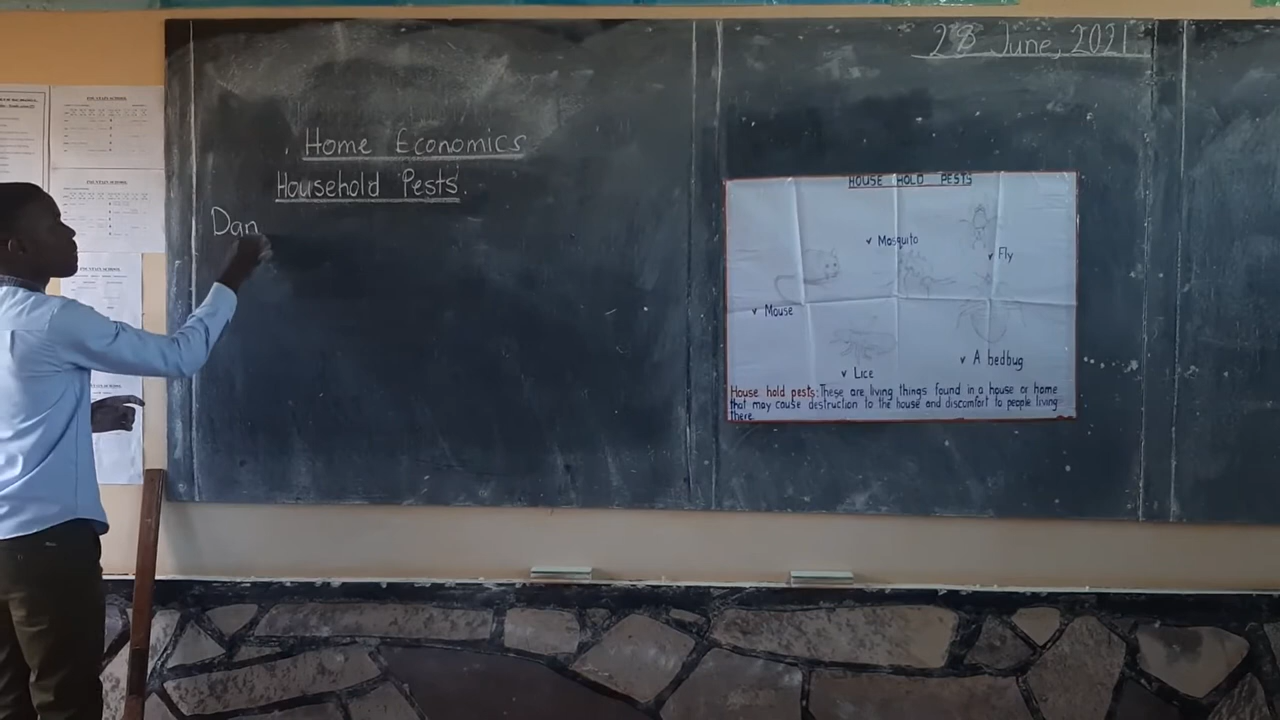 28 June, 2021
Home Economics
Household Pests.
Dan
HOUSE HOLD PESTS
Mosquito
Fly
Mouse
A bedbug
Lice
House hold pests: These are living things found in a house or home
that may cause destruction to the house and discomfort to people living
there.